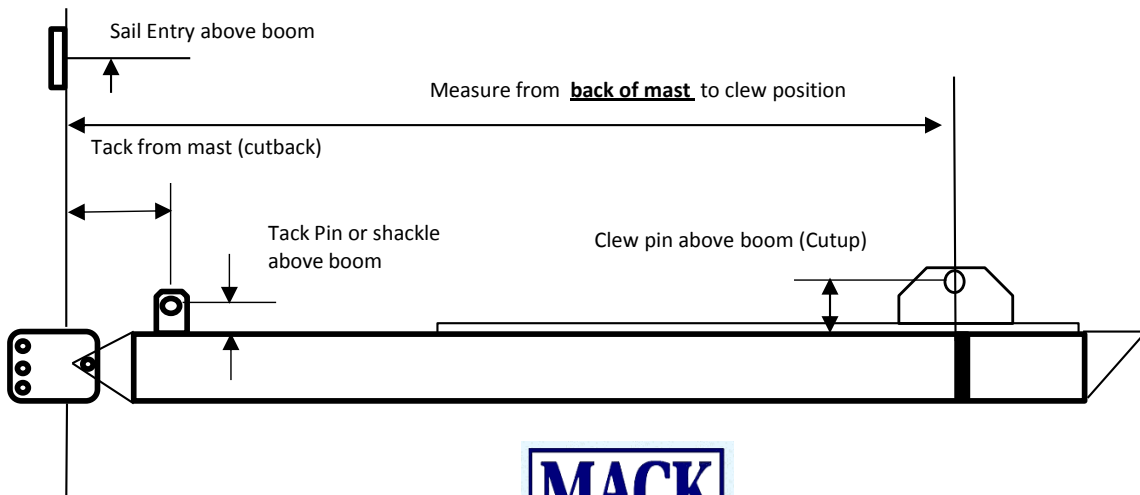 Sail Entry above boom
Measure from back of mast to clew position
Tack from mast (cutback)
Tack Pin or shackle
above boom
Clew pin above boom (Cutup)
MACK